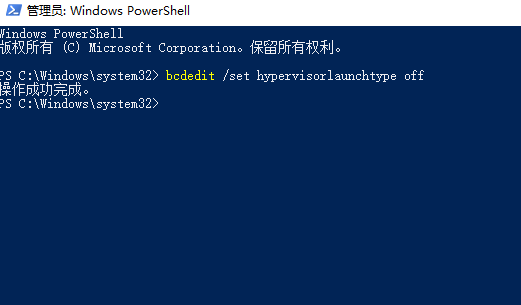 管理员: Windows PowerShell
Windows PowerShell
版权所有 (C) Microsoft Corporation。保留所有权利。
PS C:\Windows\system32> bcdedit /set hypervisorlaunchtype off
操作成功完成。
PS C:\Windows\system32>